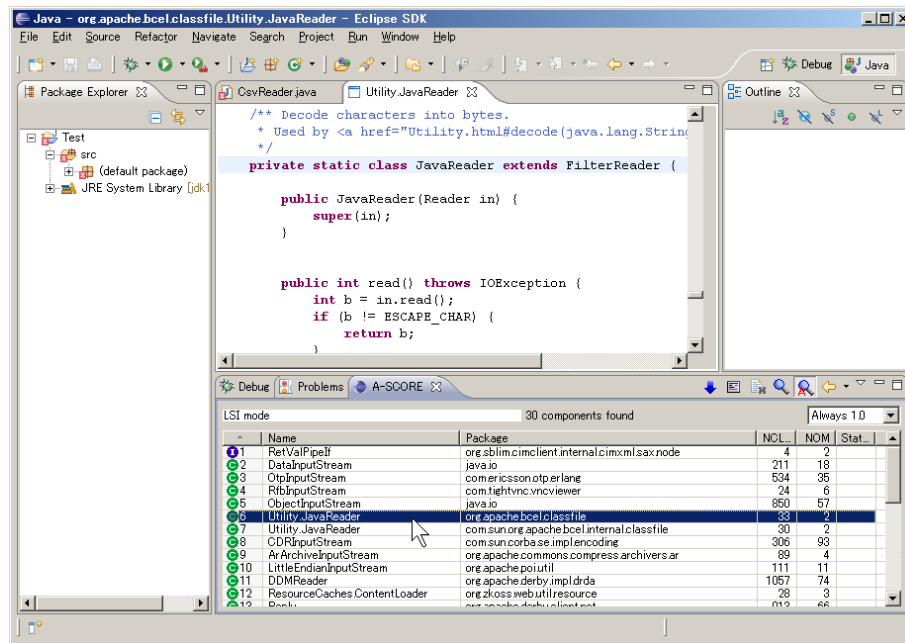 Java - org.apache.bcel.classfile.Utility.JavaReader - Eclipse SDK
File Edit Source Refactor Navigate Search Project Run Window Help
Debug Java
Package Explorer
CsvReader.java Utility.JavaReader
Outline
Test
src
(default package)
JRE System Library [jdk1
/** Decode characters into bytes.
* Used by <a href="Utility.html#decode(java.lang.String
*/
private static class JavaReader extends FilterReader {
public JavaReader(Reader in) {
super(in);
}
public int read() throws IOException {
int b = in.read();
if (b != ESCAPE_CHAR) {
return b;
}
Debug Problems A-SCORE
LSI mode 30 components found Always 1.0
Name Package NCL... NOM Stat...
1 RetValPipeIf org.sblim.cimclient.internal.cimxml.sax.node 4 2
2 DataInputStream java.io 211 18
3 OtpInputStream com.ericsson.otp.erlang 534 35
4 RfbInputStream com.tightvnc.vncviewer 24 6
5 ObjectInputStream java.io 850 57
6 Utility.JavaReader org.apache.bcel.classfile 33 2
7 Utility.JavaReader com.sun.org.apache.bcel.internal.classfile 30 2
8 CDRInputStream com.sun.corba.se.impl.encoding 306 93
9 ArArchiveInputStream org.apache.commons.compress.archivers.ar 89 4
10 LittleEndianInputStream org.apache.poi.util 111 11
11 DDMReader org.apache.derby.impl.drda 1057 74
12 ResourceCaches.ContentLoader org.zkoss.web.util.resource 28 3